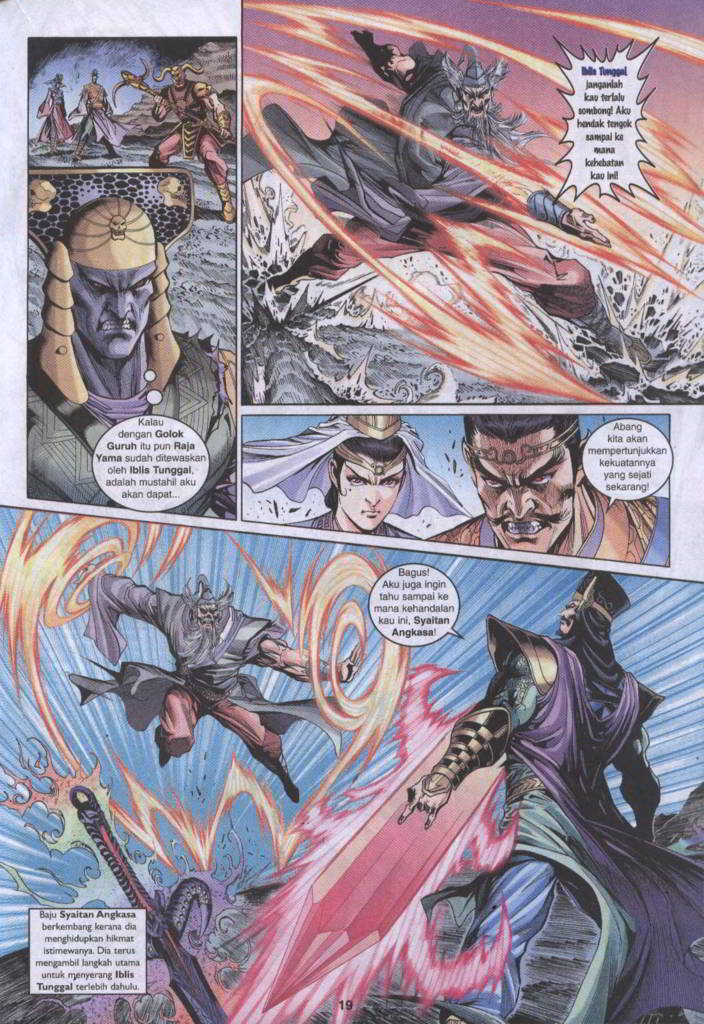 Kalau
dengan Golok
Guruh itu pun Raja
Yama sudah ditewaskan
oleh Iblis Tunggal,
adalah mustahil aku
akan dapat...
Iblis Tunggal
janganlah
kau terlalu
sombong! Aku
hendak tengok
sampai ke
mana
kehebatan
kau ini!
Abang
kita akan
mempertunjukkan
kekuatannya
yang sejati
sekarang!
Bagus!
Aku juga ingin
tahu sampai ke
mana kehandalan
kau ini, Syaitan
Angkasa!
Baju Syaitan Angkasa
berkembang kerana dia
menghidupkan hikmat
istimewanya. Dia terus
mengambil langkah utama
untuk menyerang Iblis
Tunggal terlebih dahulu.
19